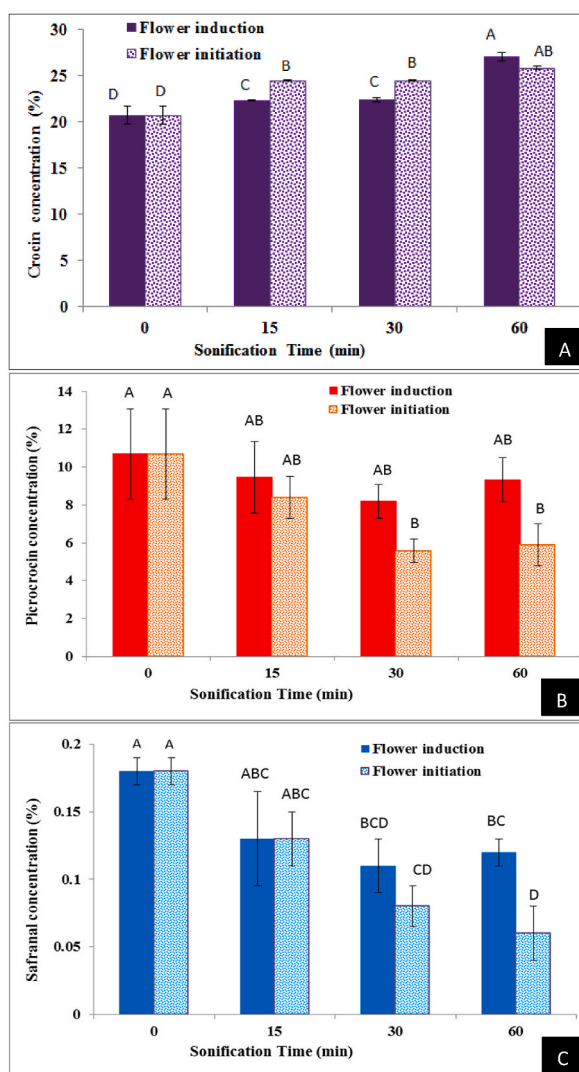 30
25
20
15
10
5
0
Crocin concentration (%)
Flower induction
Flower initiation
D
D
C
B
C
B
A
AB
0
15
30
60
Sonification Time (min)
A
14
12
10
8
6
4
2
0
Picrocrocin concentration (%)
Flower induction
Flower initiation
A
A
AB
AB
AB
B
AB
B
0
15
30
60
Sonification Time (min)
B
0.2
0.15
0.1
0.05
0
Safranal concentration (%)
Flower induction
Flower initiation
A
A
ABC
ABC
BCD
CD
BC
D
0
15
30
60
Sonification Time (min)
C